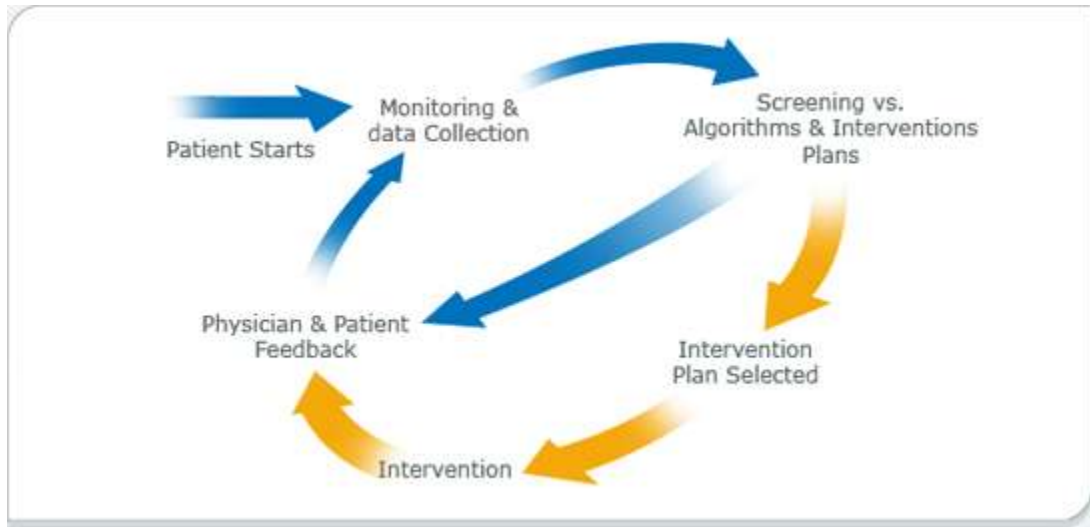 Patient Starts
Monitoring &
data Collection
Screening vs.
Algorithms & Interventions
Plans
Intervention
Plan Selected
Intervention
Physician & Patient
Feedback